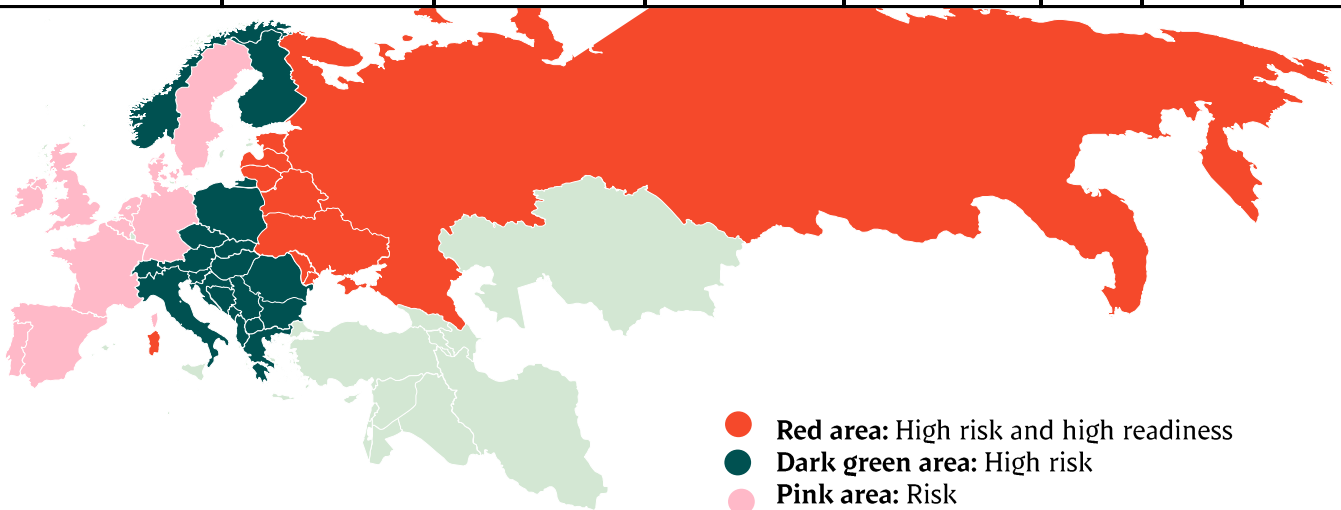 Red area: High risk and high readiness
Dark green area: High risk
Pink area: Risk